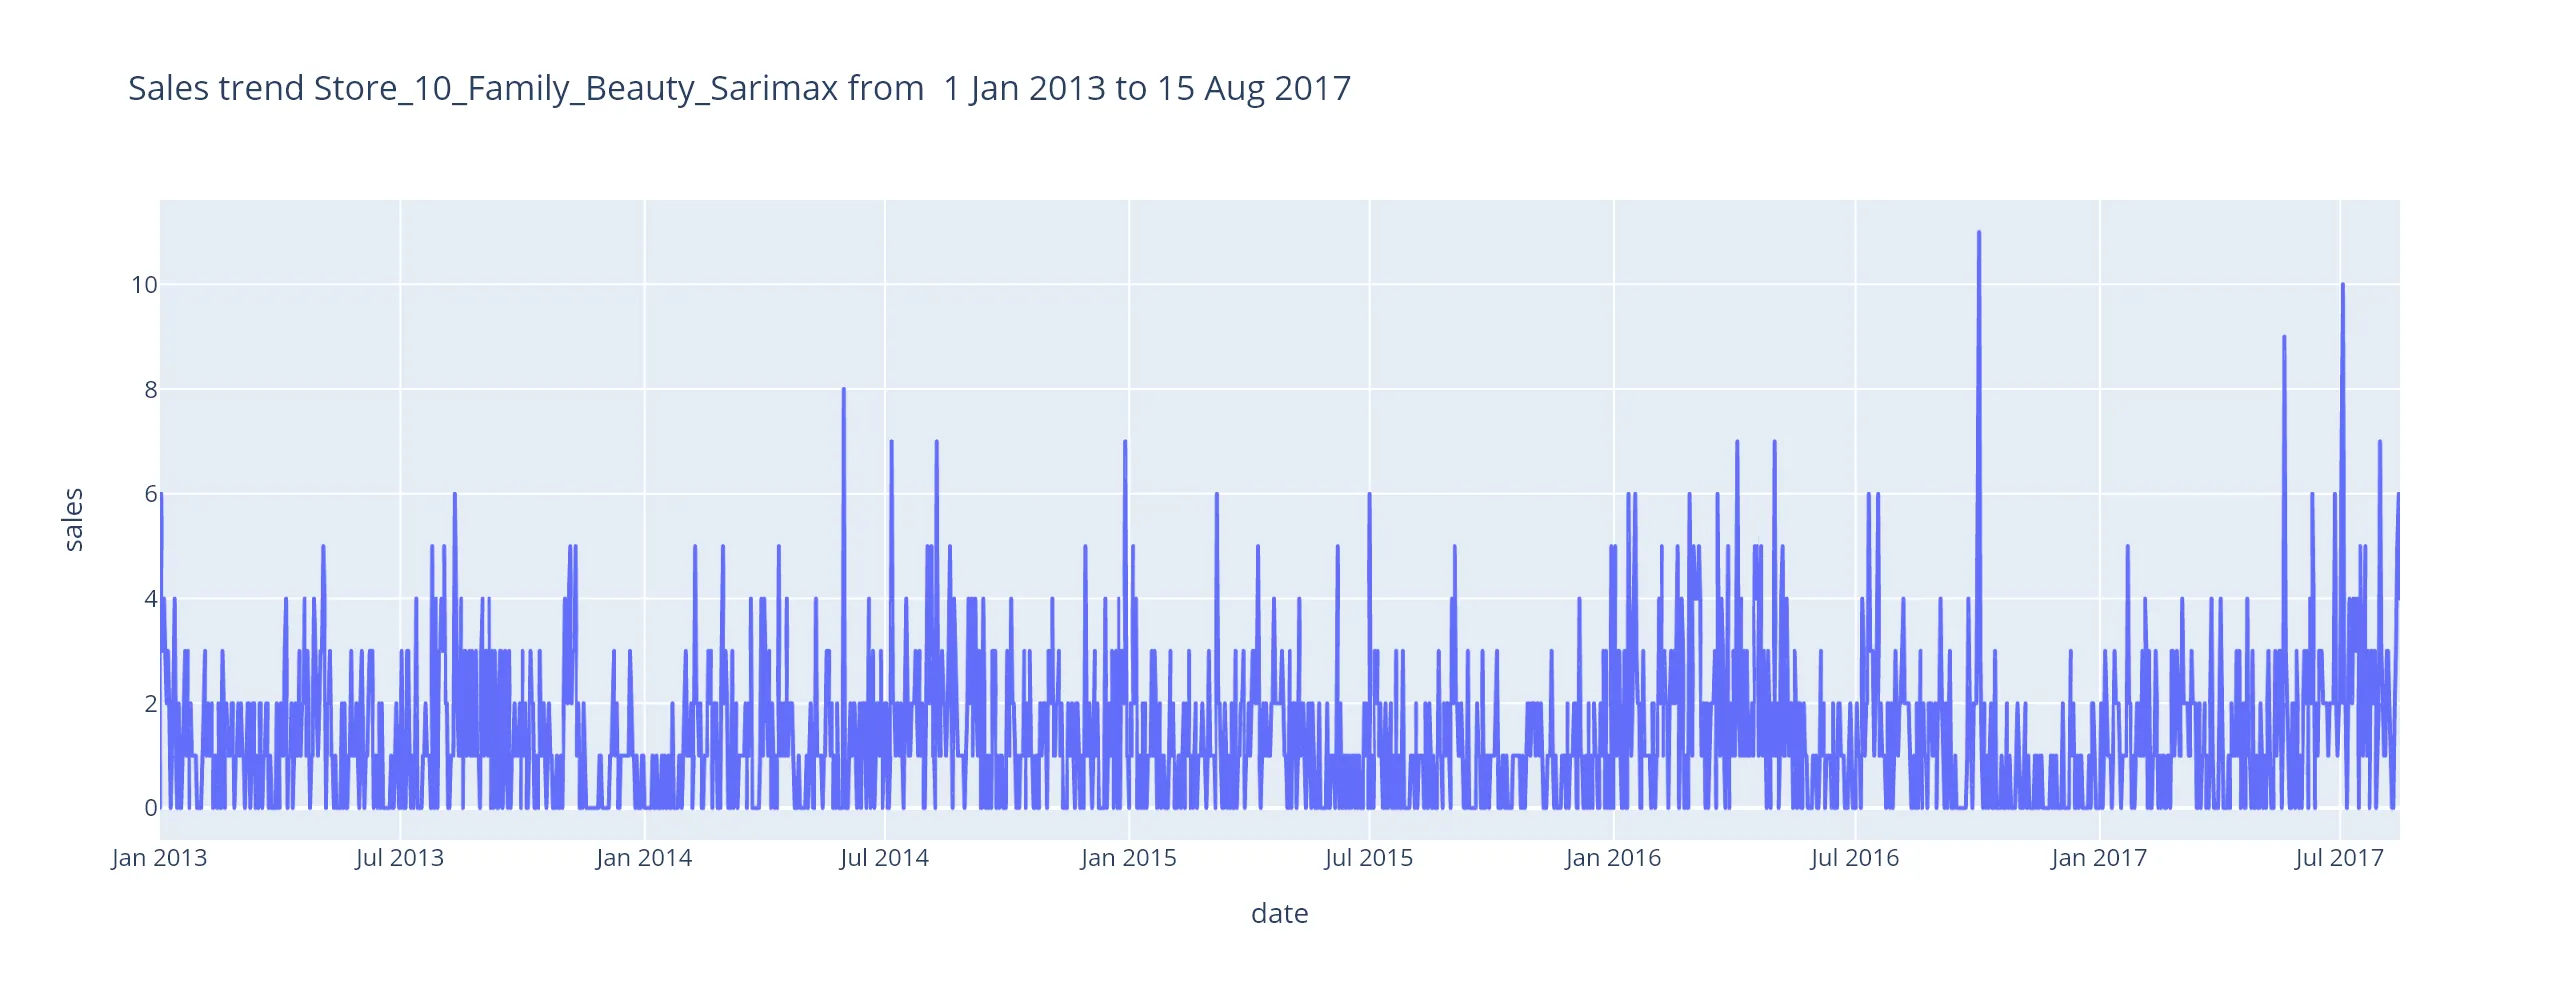 Sales trend Store_10_Family_Beauty_Sarimax from  1 Jan 2013 to 15 Aug 2017
10
8
6
4
2
0
sales
Jan 2013 Jul 2013 Jan 2014 Jul 2014 Jan 2015 Jul 2015 Jan 2016 Jul 2016 Jan 2017 Jul 2017
date